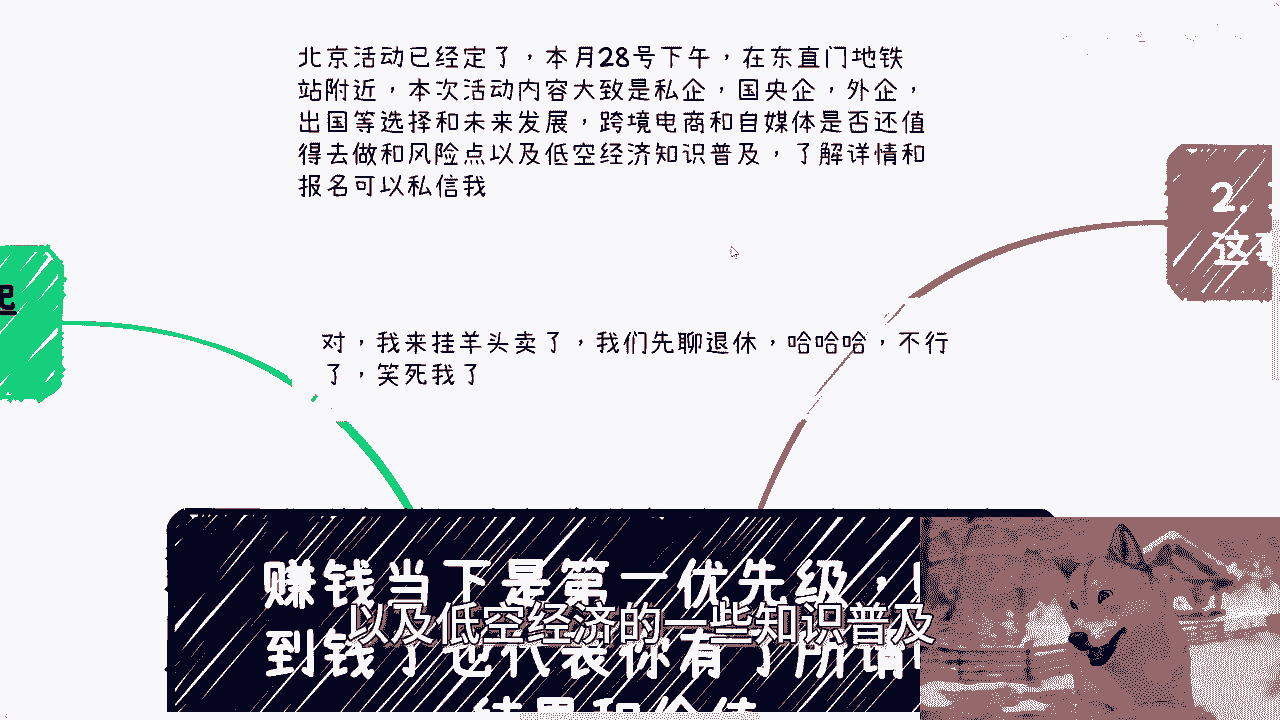 北京活动已经定了，本月28号下午，在东直门地铁
站附近，本次活动内容大致是私企，国央企，外企，
出国等选择和未来发展，跨境电商和自媒体是否还值
得去做和风险点以及低空经济知识普及，了解详情和
报名可以私信我
2.
这
起
对，我来挂羊头卖了，我们先聊退休，哈哈哈，不行
了，笑死我了
赚钱当下是第一优先级，
以及低空经济的一些知识普及
到钱了也代表你有了所谓
结果和价值